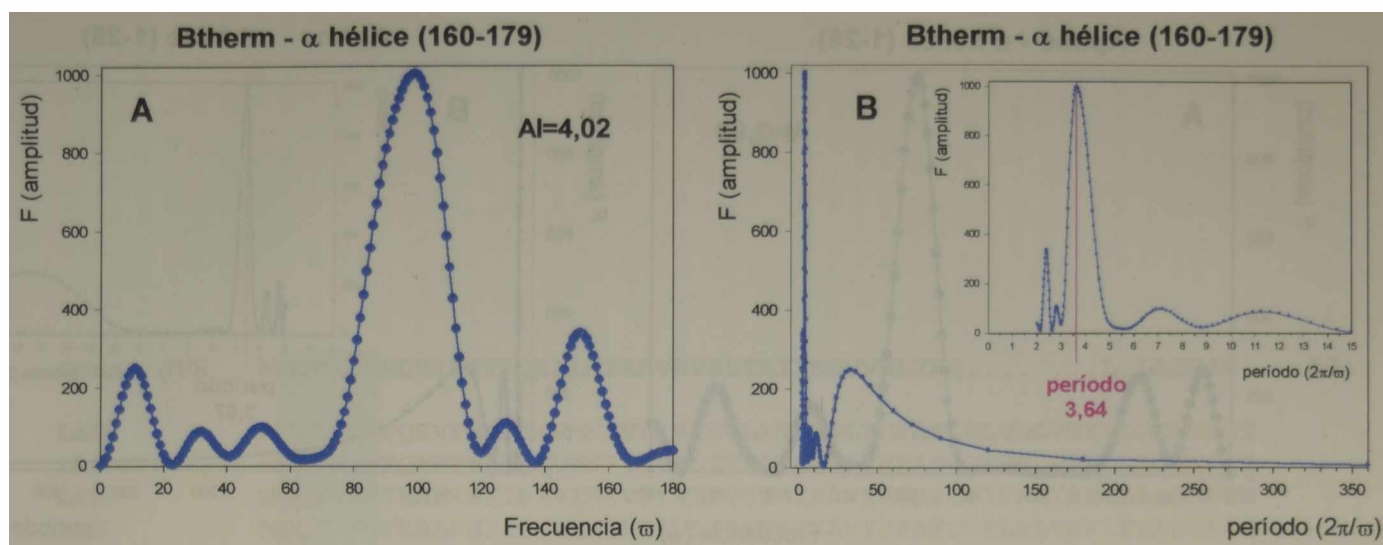 Btherm - α hélice (160-179)
A
AI=4,02
F (amplitud)
1000
800
600
400
200
0
0 20 40 60 80 100 120 140 160 180
Frecuencia (ϖ)
Btherm - α hélice (160-179)
B
F (amplitud)
1000
800
600
400
200
0
0 50 100 150 200 250 300 350
período (2π/ϖ)
F (amplitud)
1000
800
600
400
200
0
0 1 2 3 4 5 6 7 8 9 10 11 12 13 14 15
período (2π/ϖ)
período
3,64